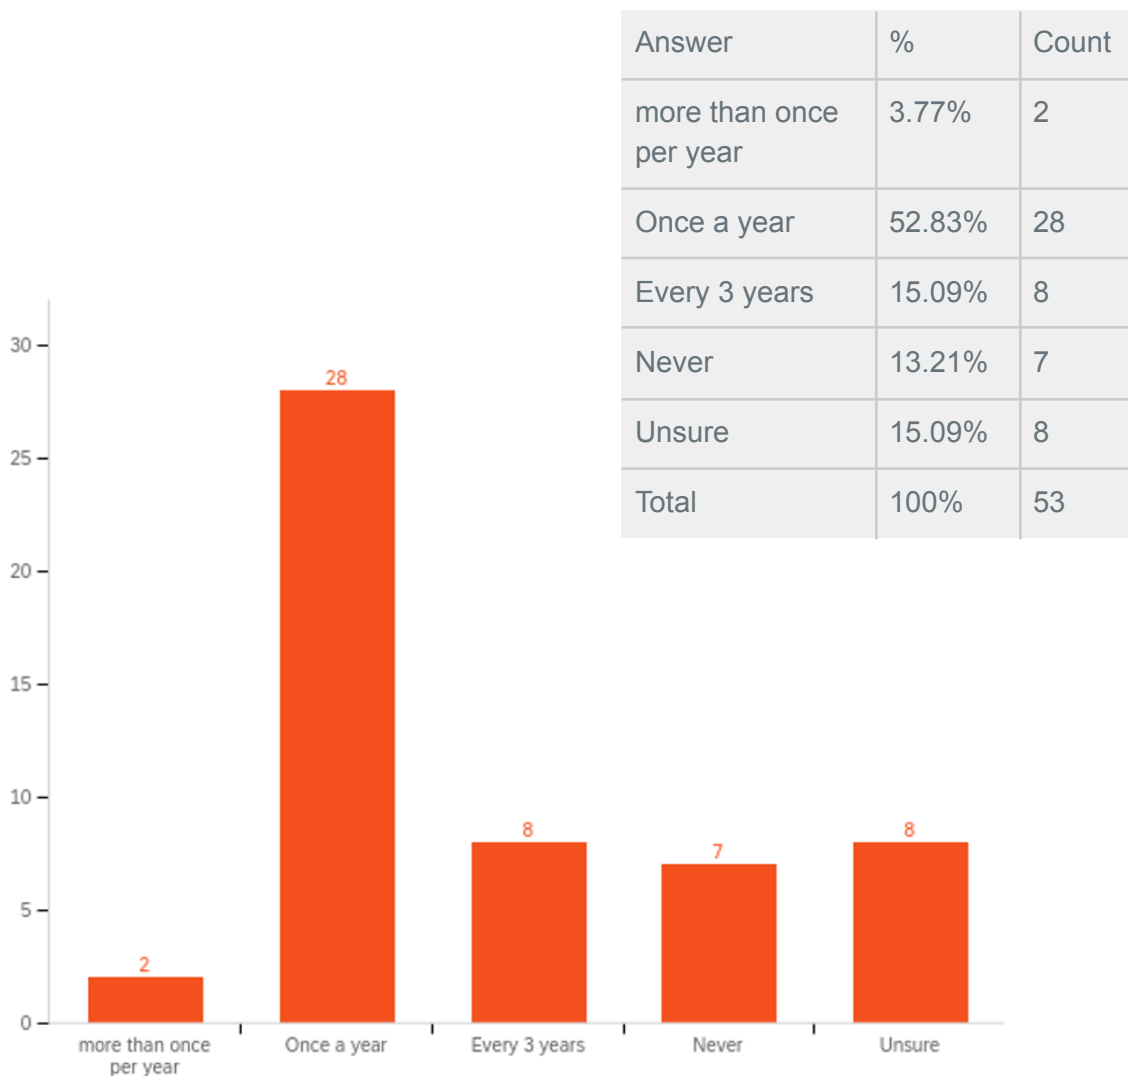 Answer % Count
more than once 3.77% 2
per year
Once a year 52.83% 28
Every 3 years 15.09% 8
Never 13.21% 7
Unsure 15.09% 8
Total 100% 53
30
28
25
20
15
10
8
8
7
5
2
0
more than once Once a year Every 3 years Never Unsure
per year